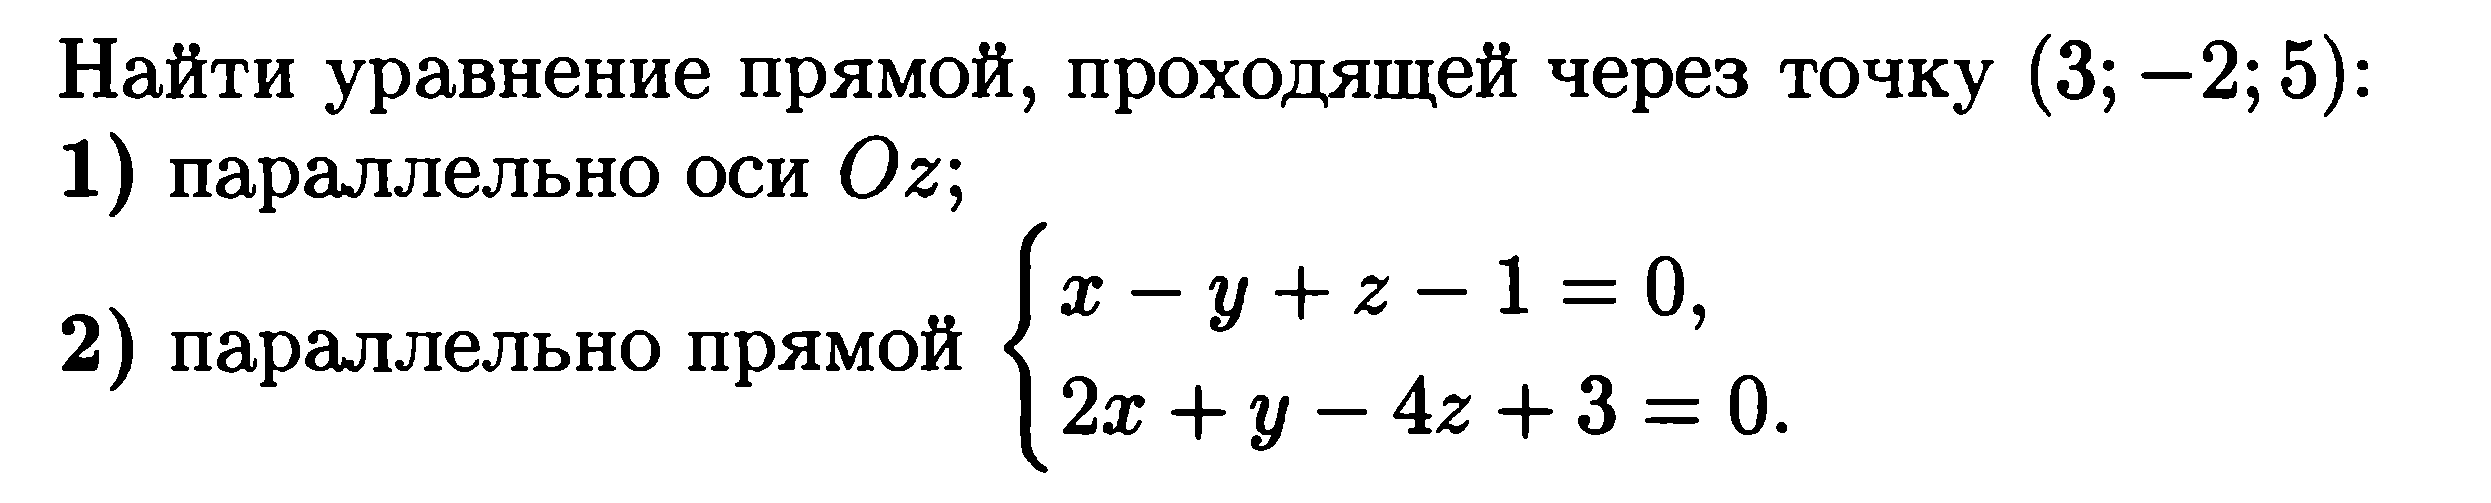 Найти уравнение прямой, проходящей через точку (3; −2; 5):
1) параллельно оси Oz;
2) параллельно прямой { x − y + z − 1 = 0,
2x + y − 4z + 3 = 0.